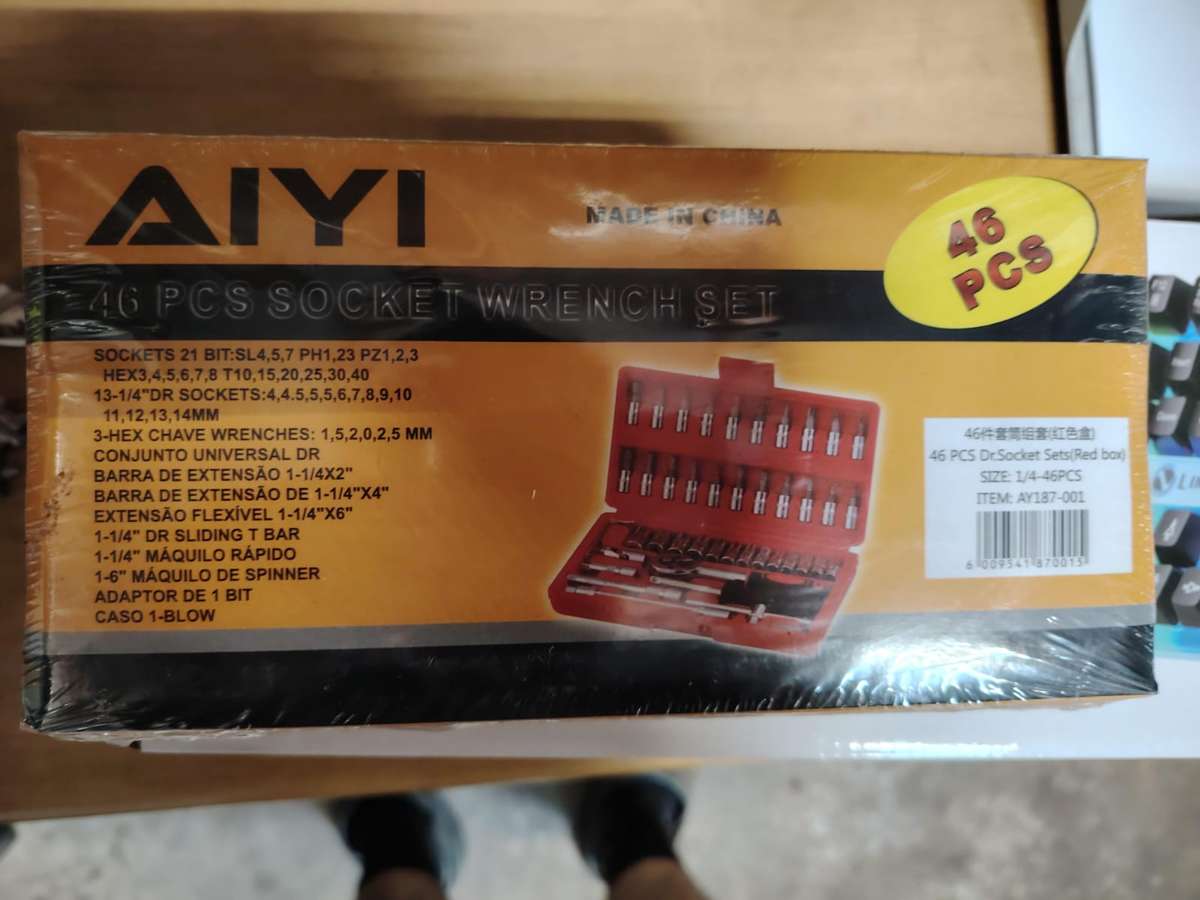 AIYI
MADE IN CHINA
46
PCS
46 PCS SOCKET WRENCH SET
SOCKETS 21 BIT:SL4,5,7 PH1,23 PZ1,2,3
HEX3,4,5,6,7,8 T10,15,20,25,30,40
13-1/4"DR SOCKETS:4,4.5,5,5,6,7,8,9,10
11,12,13,14MM
3-HEX CHAVE WRENCHES: 1,5,2,0,2,5 MM
CONJUNTO UNIVERSAL DR
BARRA DE EXTENSÃO 1-1/4X2"
BARRA DE EXTENSÃO DE 1-1/4"X4"
EXTENSÃO FLEXÍVEL 1-1/4"X6"
1-1/4" DR SLIDING T BAR
1-1/4" MÁQUILO RÁPIDO
1-6" MÁQUILO DE SPINNER
ADAPTOR DE 1 BIT
CASO 1-BLOW
46件套筒组套(红色盒)
46 PCS Dr.Socket Sets(Red box)
SIZE: 1/4-46PCS
ITEM: AY187-001
6 009541 870015